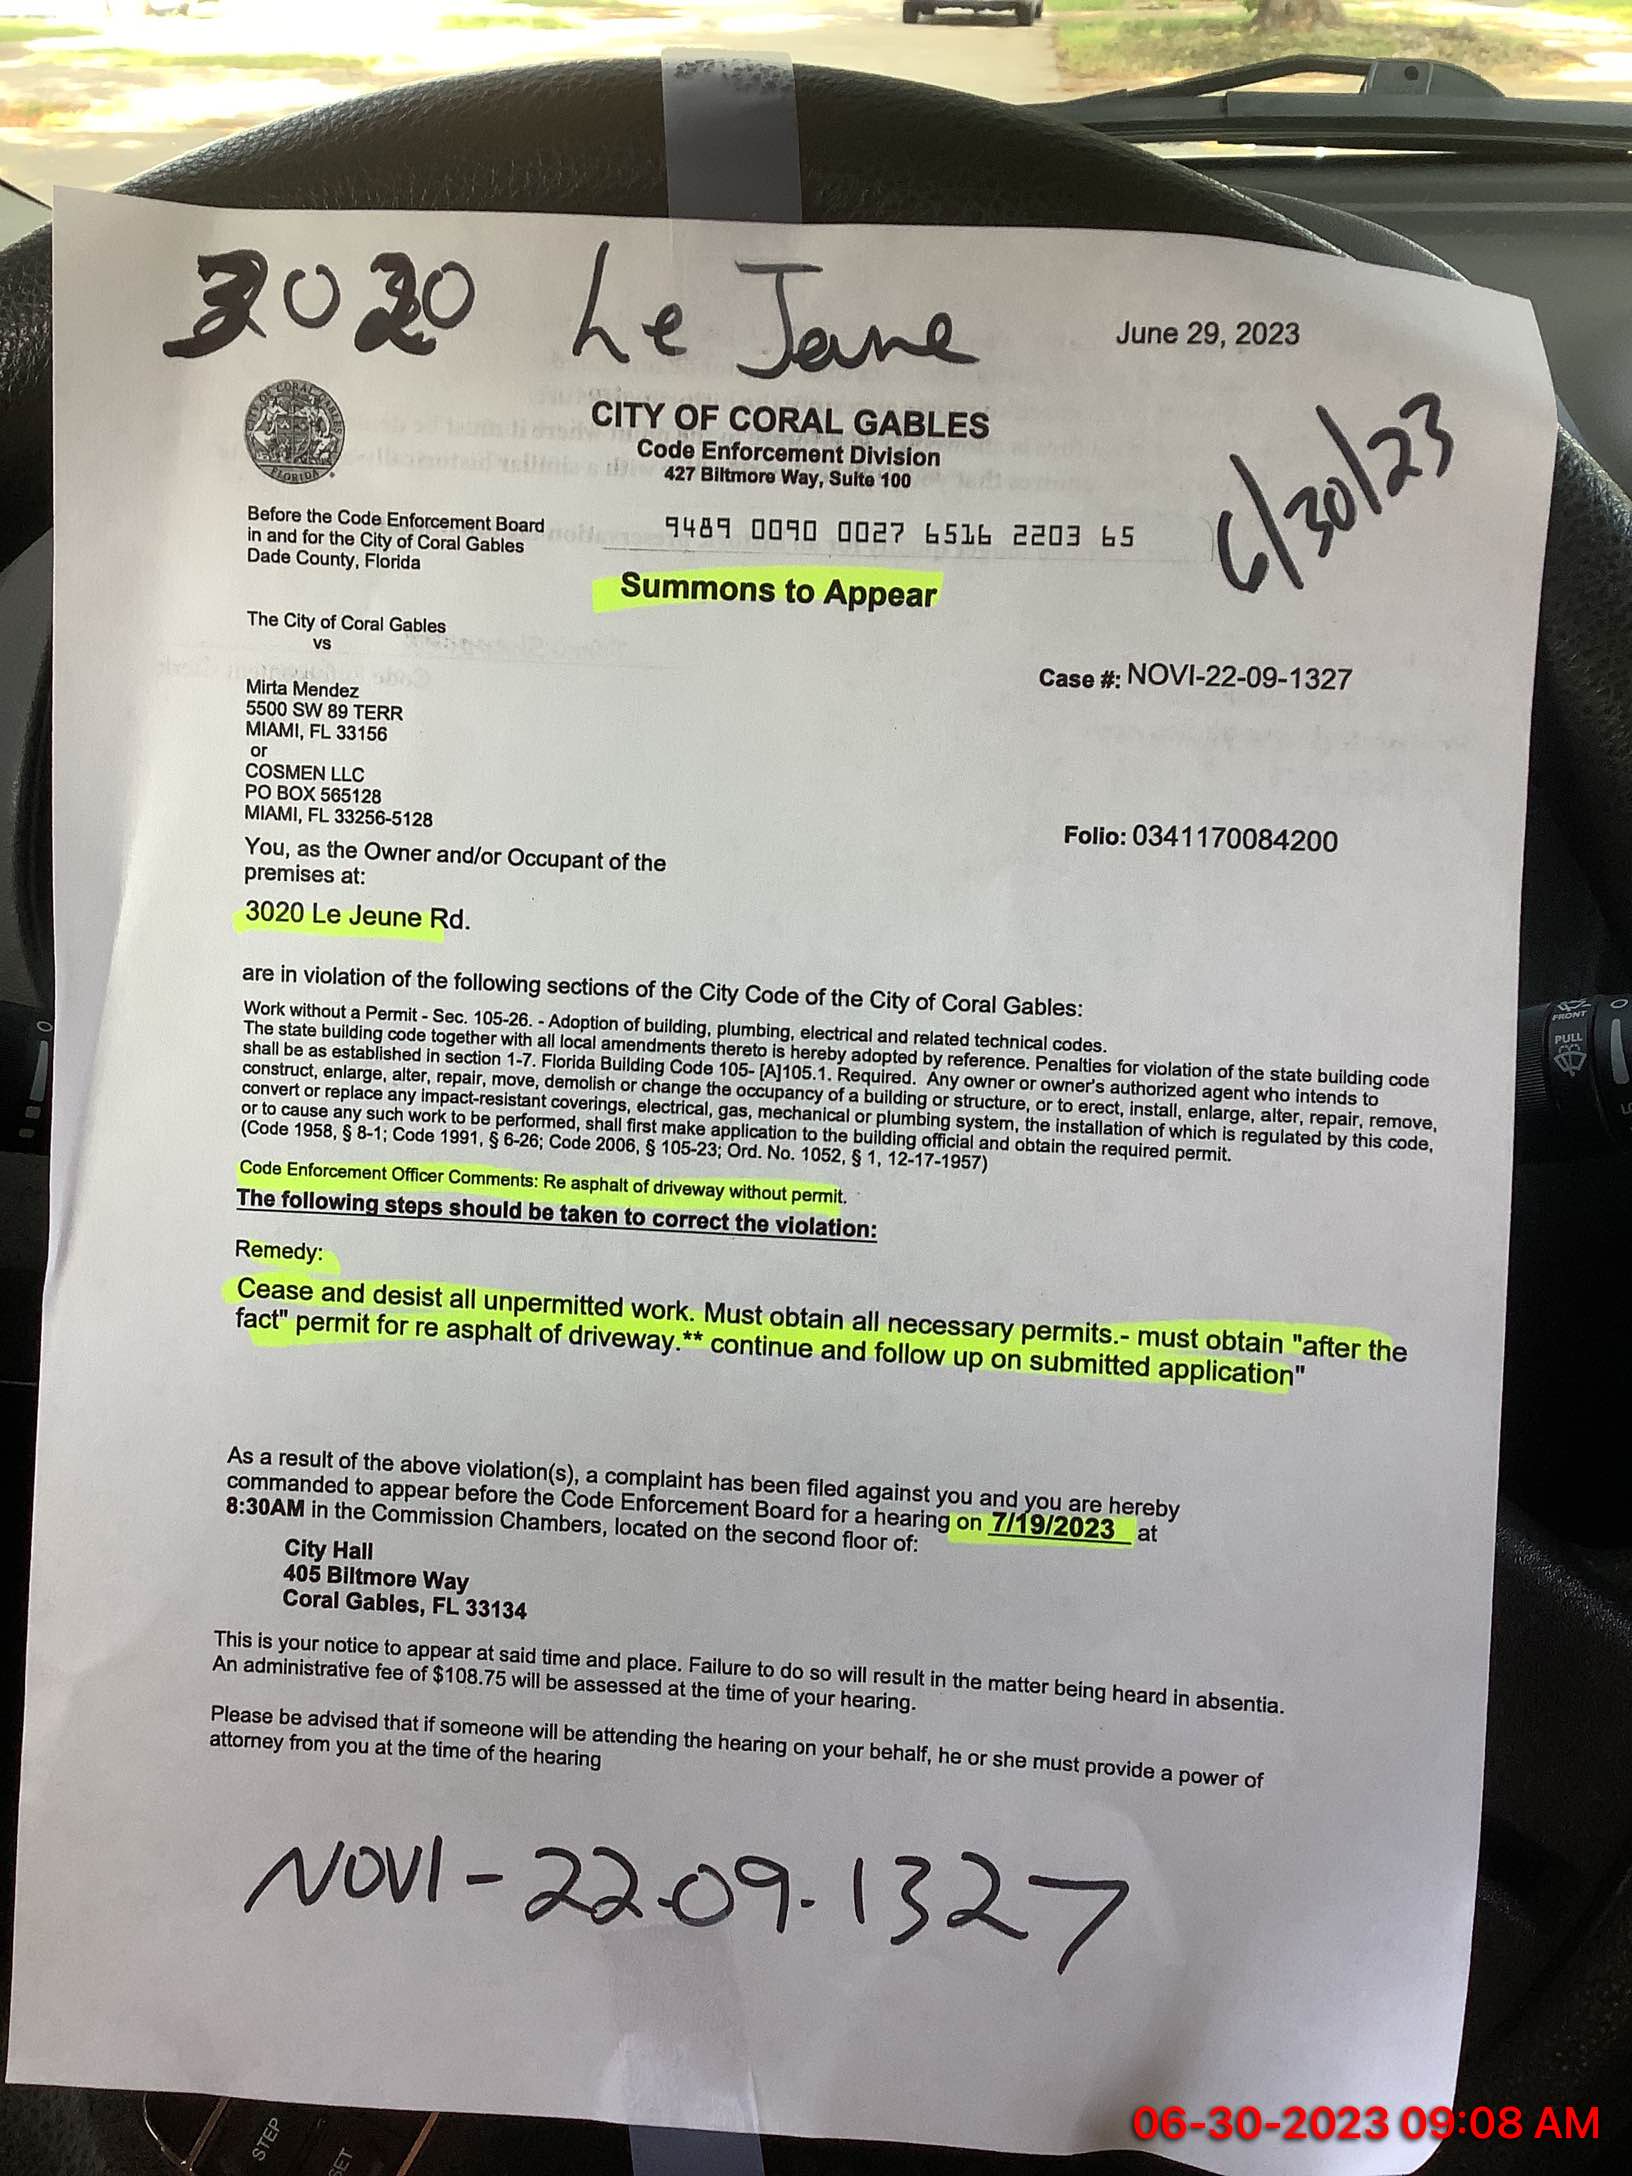 3020 Le Jeune
June 29, 2023
CITY OF CORAL GABLES
Code Enforcement Division
427 Biltmore Way, Suite 100
6/30/23
CITY OF CORAL GABLES
FLORIDA
Before the Code Enforcement Board
in and for the City of Coral Gables
Dade County, Florida
9489 0090 0027 6516 2203 65
Summons to Appear
The City of Coral Gables
vs
Case #: NOVI-22-09-1327
Mirta Mendez
5500 SW 89 TERR
MIAMI, FL 33156
or
COSMEN LLC
PO BOX 565128
MIAMI, FL 33256-5128
Folio: 0341170084200
You, as the Owner and/or Occupant of the
premises at:
3020 Le Jeune Rd.
are in violation of the following sections of the City Code of the City of Coral Gables:
Work without a Permit - Sec. 105-26. - Adoption of building, plumbing, electrical and related technical codes.
The state building code together with all local amendments thereto is hereby adopted by reference. Penalties for violation of the state building code
shall be as established in section 1-7. Florida Building Code 105- [A]105.1. Required. Any owner or owner's authorized agent who intends to
construct, enlarge, alter, repair, move, demolish or change the occupancy of a building or structure, or to erect, install, enlarge, alter, repair, remove,
convert or replace any impact-resistant coverings, electrical, gas, mechanical or plumbing system, the installation of which is regulated by this code,
or to cause any such work to be performed, shall first make application to the building official and obtain the required permit.
(Code 1958, § 8-1; Code 1991, § 6-26; Code 2006, § 105-23; Ord. No. 1052, § 1, 12-17-1957)
Code Enforcement Officer Comments: Re asphalt of driveway without permit.
The following steps should be taken to correct the violation:
Remedy:
Cease and desist all unpermitted work. Must obtain all necessary permits.- must obtain "after the
fact" permit for re asphalt of driveway.** continue and follow up on submitted application"
As a result of the above violation(s), a complaint has been filed against you and you are hereby
commanded to appear before the Code Enforcement Board for a hearing on 7/19/2023 at
8:30AM in the Commission Chambers, located on the second floor of:
City Hall
405 Biltmore Way
Coral Gables, FL 33134
This is your notice to appear at said time and place. Failure to do so will result in the matter being heard in absentia.
An administrative fee of $108.75 will be assessed at the time of your hearing.
Please be advised that if someone will be attending the hearing on your behalf, he or she must provide a power of
attorney from you at the time of the hearing
NOVI-22-09-1327
FRONT
PULL
STEP
06-30-2023 09:08 AM